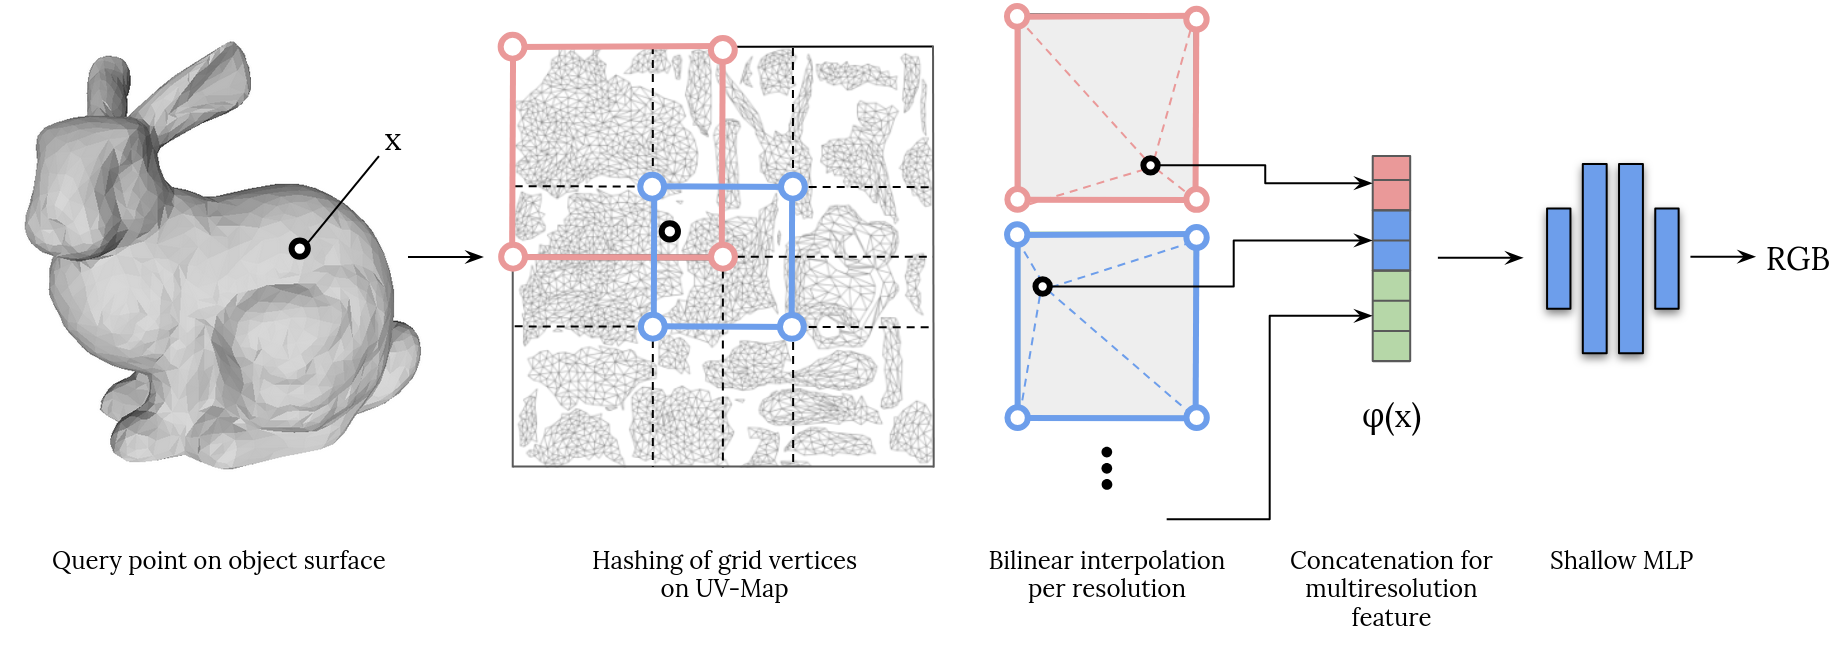 x
φ(x)
RGB
Query point on object surface
Hashing of grid vertices
on UV-Map
Bilinear interpolation
per resolution
Concatenation for
multiresolution
feature
Shallow MLP